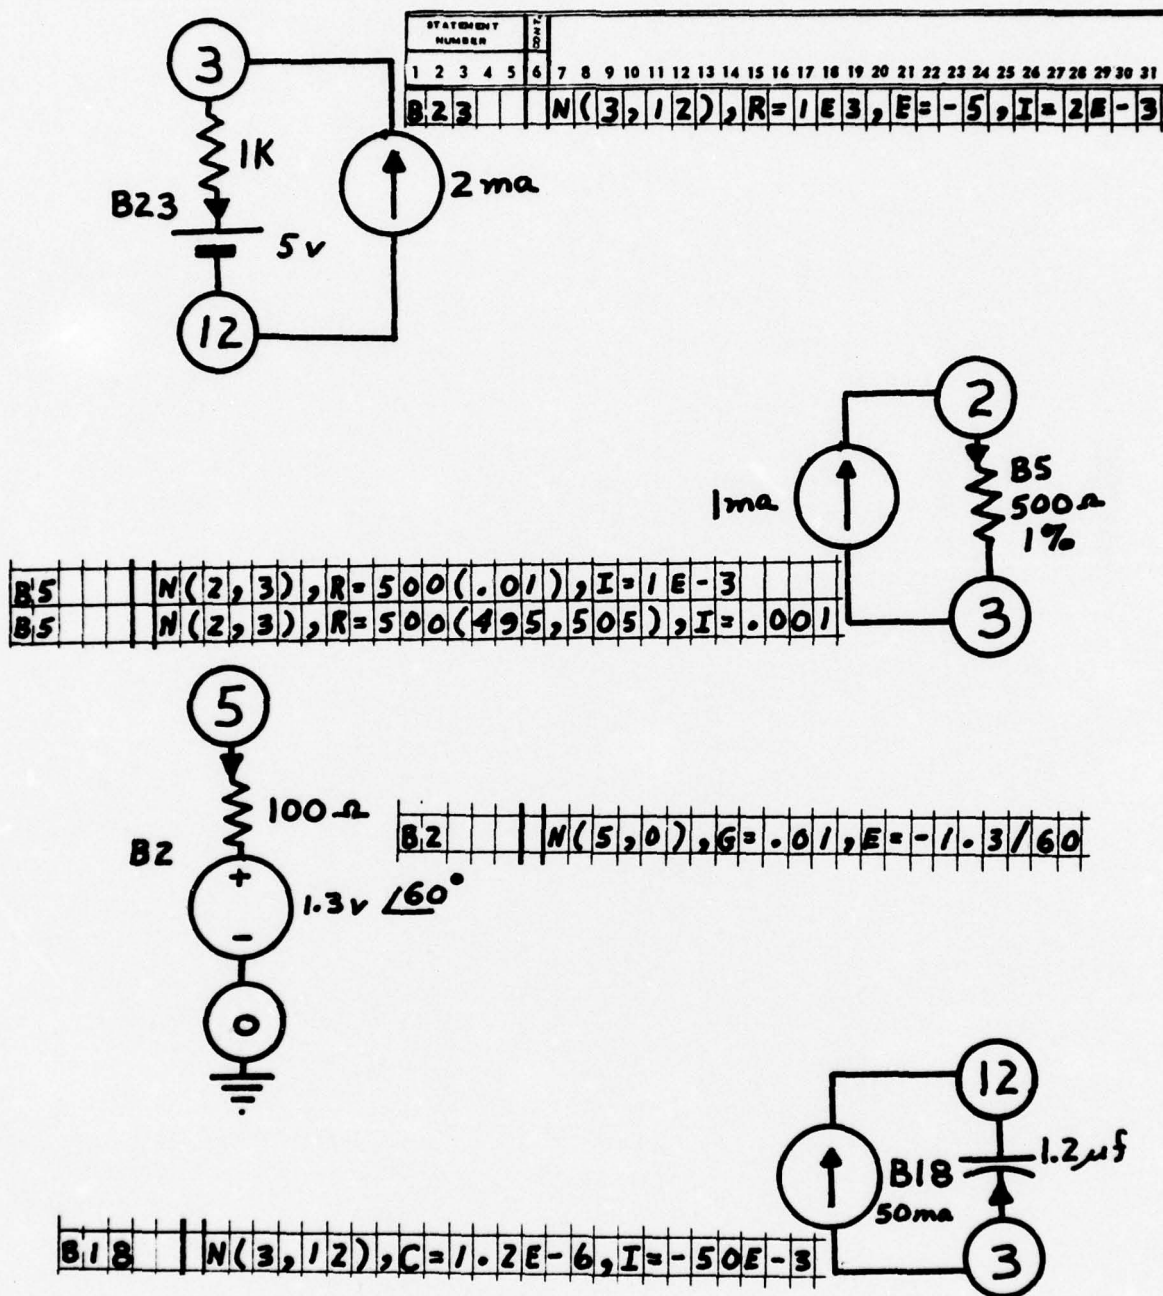 STATEMENT NUMBER CONT.
1 2 3 4 5 6 7 8 9 10 11 12 13 14 15 16 17 18 19 20 21 22 23 24 25 26 27 28 29 30 31
B23 N(3,12),R=1E3,E=-5,I=2E-3
3
1K
2ma
B23
5v
12
2
1ma
B5
500Ω
1%
B5 N(2,3),R=500(.01),I=1E-3
B5 N(2,3),R=500(495,505),I=.001
3
5
100Ω
B2 N(5,0),G=.01,E=-1.3/60
B2
+
1.3v ∠60°
-
0
12
1.2μf
B18
50ma
B18 N(3,12),C=1.2E-6,I=-50E-3
3